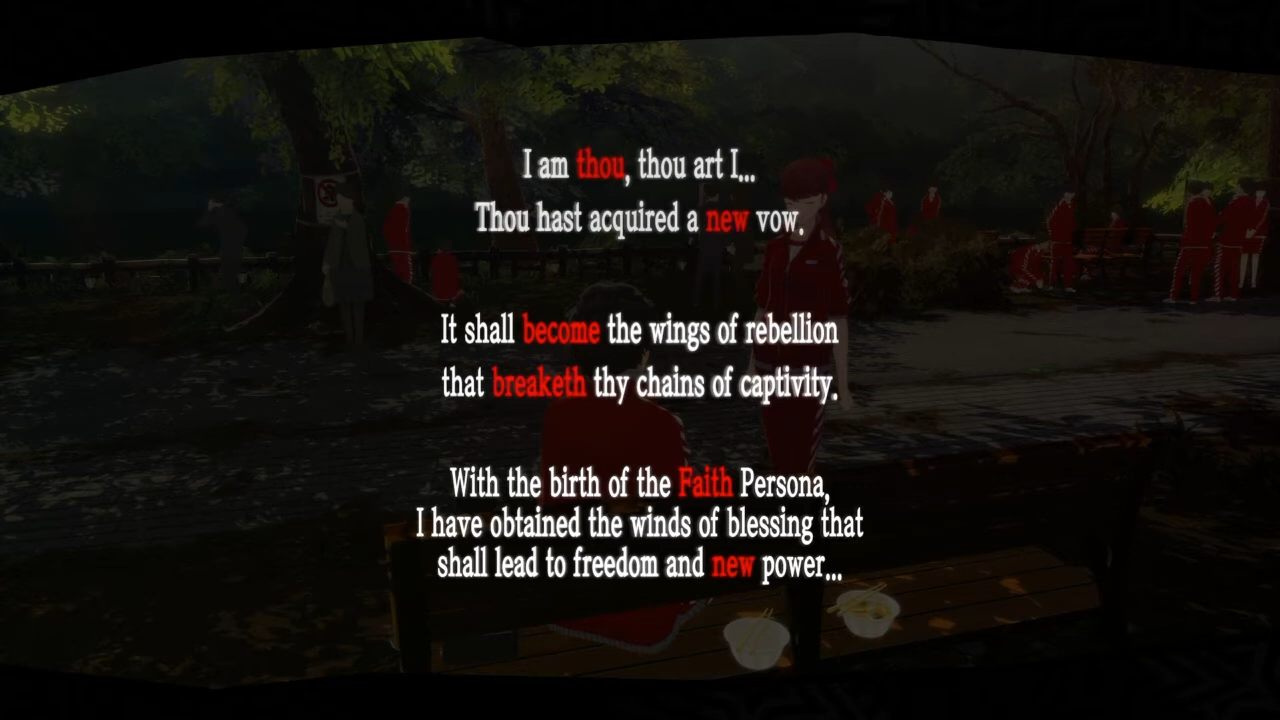 I am thou, thou art I...
Thou hast acquired a new vow.
It shall become the wings of rebellion
that breaketh thy chains of captivity.
With the birth of the Faith Persona,
I have obtained the winds of blessing that
shall lead to freedom and new power...